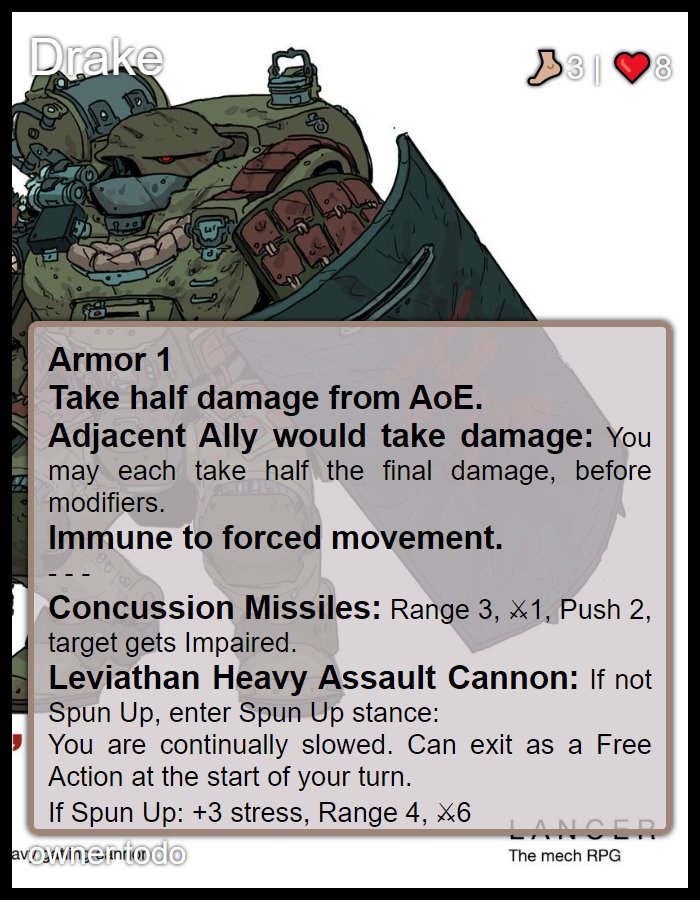 Drake
3 | 8
Armor 1
Take half damage from AoE.
Adjacent Ally would take damage: You
may each take half the final damage, before
modifiers.
Immune to forced movement.
- - -
Concussion Missiles: Range 3, ⚔1, Push 2,
target gets Impaired.
Leviathan Heavy Assault Cannon: If not
Spun Up, enter Spun Up stance:
You are continually slowed. Can exit as a Free
Action at the start of your turn.
If Spun Up: +3 stress, Range 4, ⚔6
LANCER
owner todo
The mech RPG